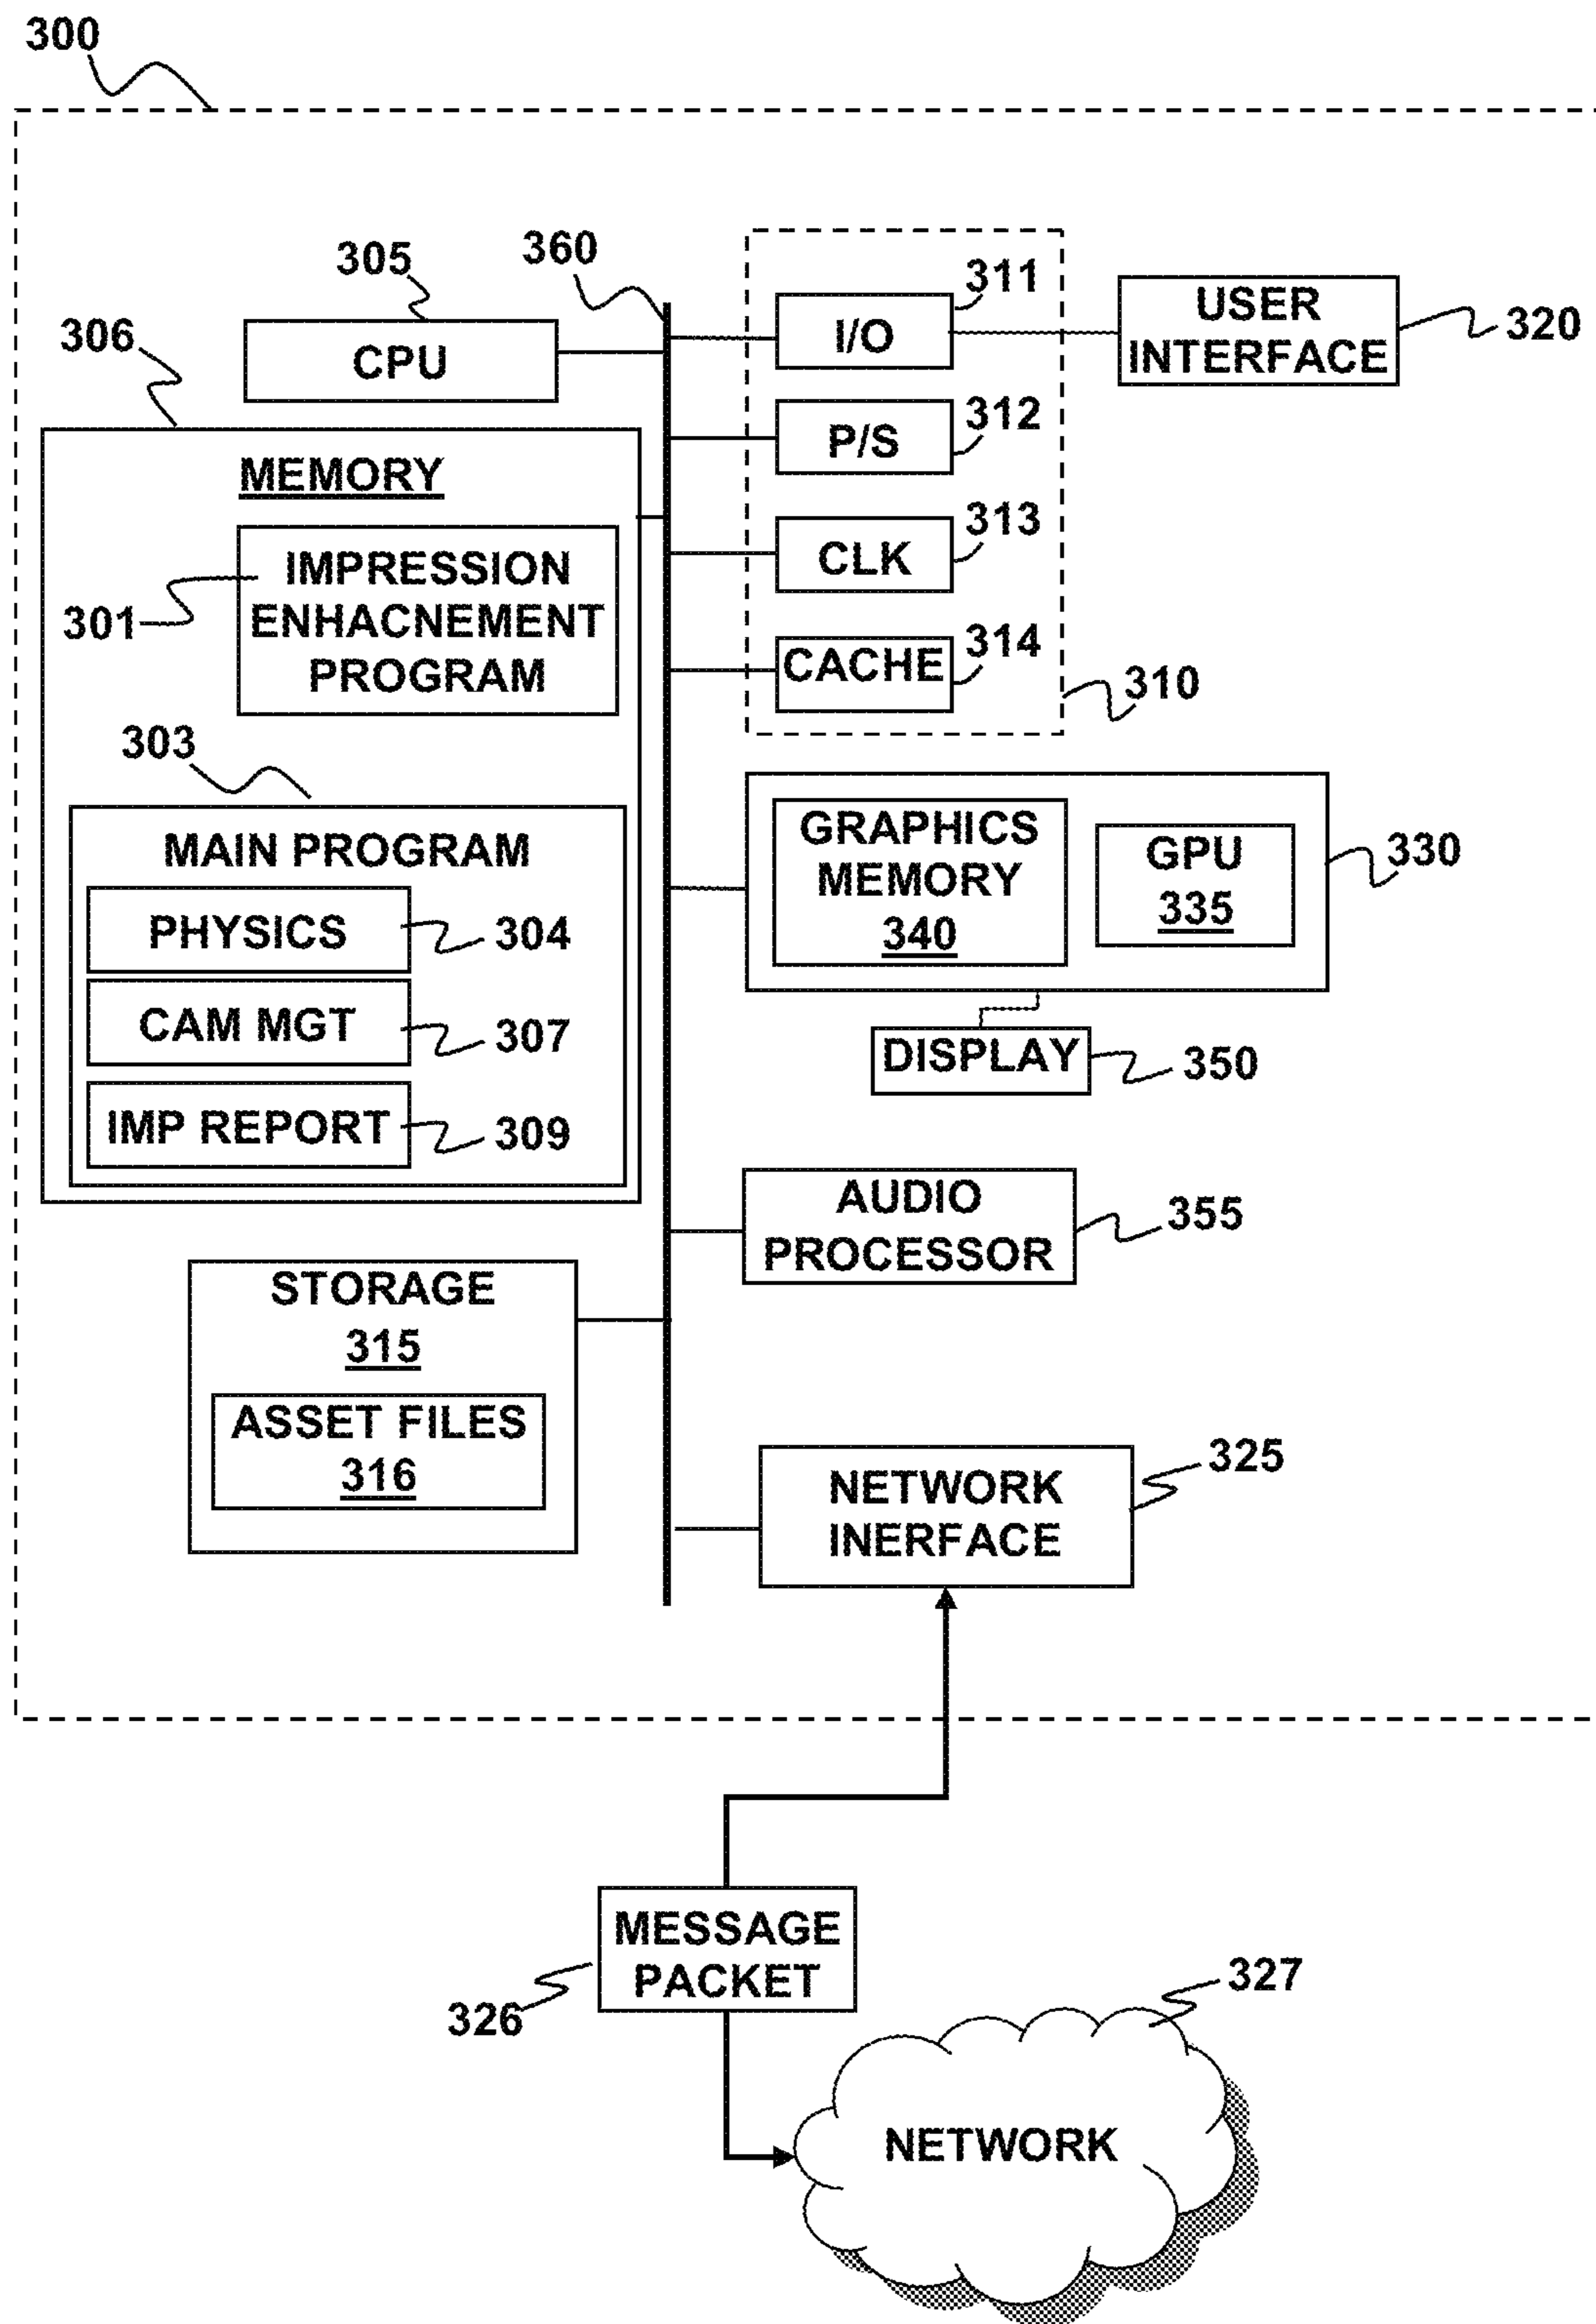 300
305
360
311
I/O
USER
INTERFACE
320
306
CPU
312
P/S
MEMORY
313
CLK
IMPRESSION
ENHACNEMENT
PROGRAM
301
314
CACHE
310
303
MAIN PROGRAM
PHYSICS
304
CAM MGT
307
IMP REPORT
309
GRAPHICS
MEMORY
340
GPU
335
330
DISPLAY
350
AUDIO
PROCESSOR
355
STORAGE
315
ASSET FILES
316
NETWORK
INERFACE
325
MESSAGE
PACKET
326
327
NETWORK